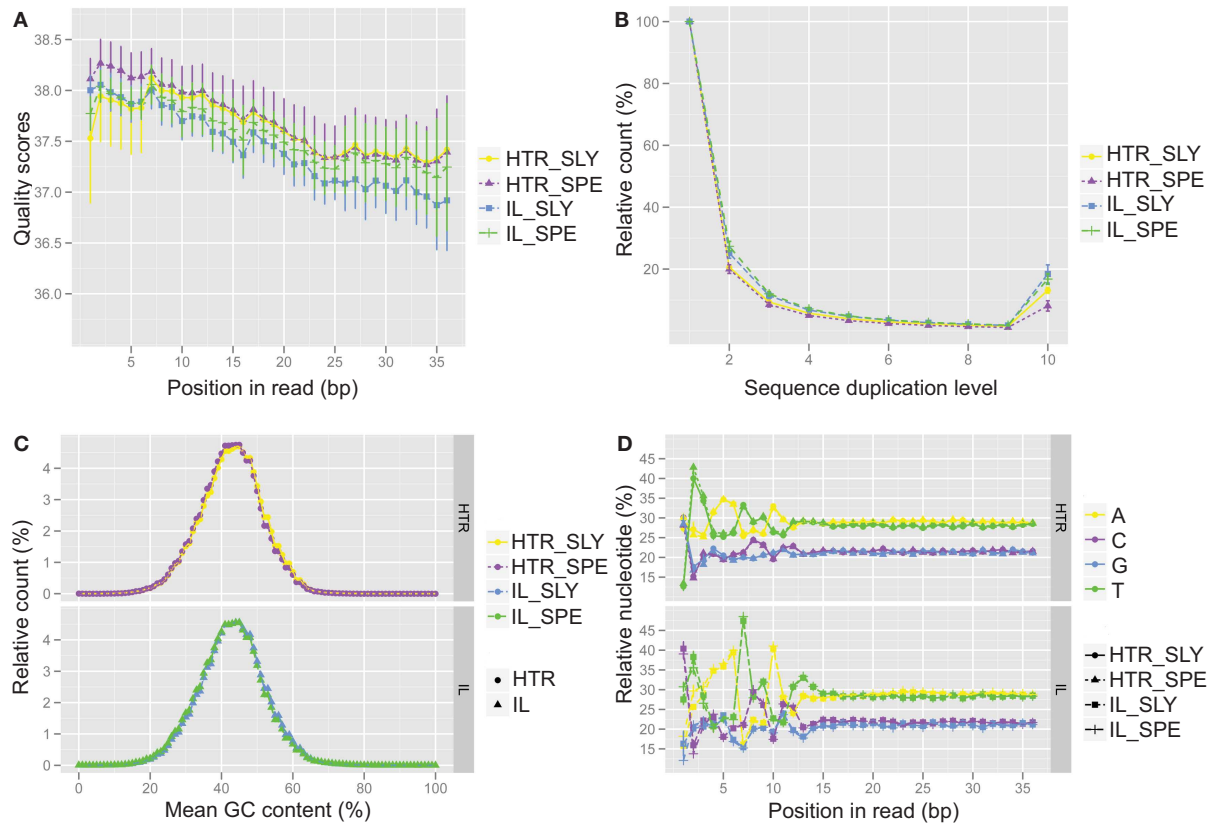 A
Quality scores
38.5
38.0
37.5
37.0
36.5
36.0
5
10
15
20
25
30
35
Position in read (bp)
HTR_SLY
HTR_SPE
IL_SLY
IL_SPE
B
Relative count (%)
100
80
60
40
20
2
4
6
8
10
Sequence duplication level
HTR_SLY
HTR_SPE
IL_SLY
IL_SPE
C
Relative count (%)
4
3
2
1
0
HTR
4
3
2
1
0
IL
0
20
40
60
80
100
Mean GC content (%)
HTR_SLY
HTR_SPE
IL_SLY
IL_SPE
HTR
IL
D
Relative nucleotide (%)
45
40
35
30
25
20
15
HTR
45
40
35
30
25
20
15
IL
5
10
15
20
25
30
35
Position in read (bp)
A
C
G
T
HTR_SLY
HTR_SPE
IL_SLY
IL_SPE